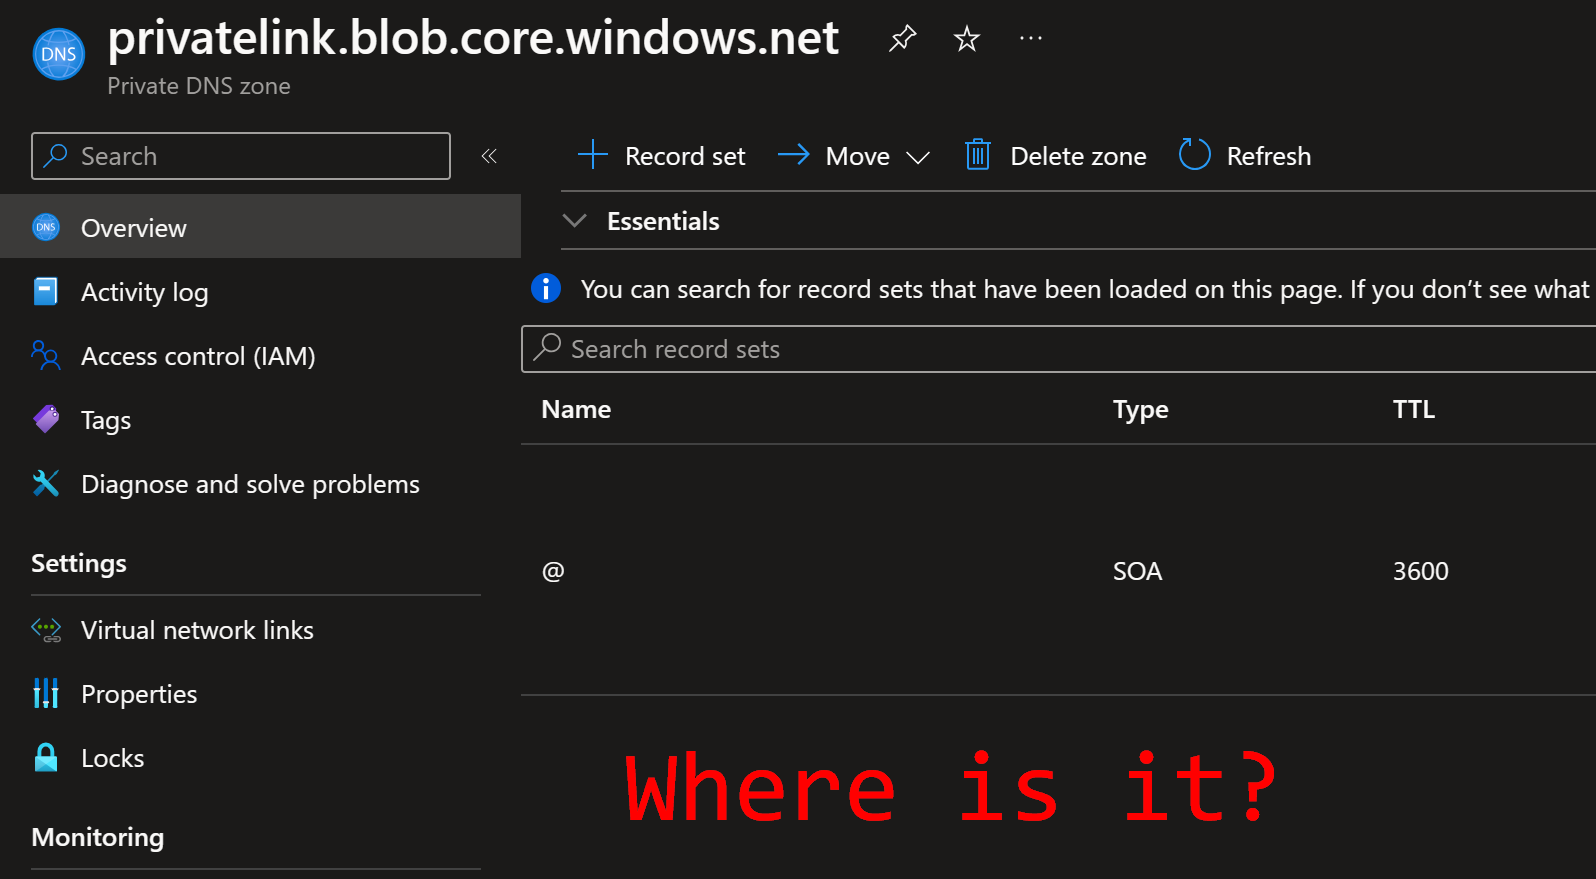 DNS
privatelink.blob.core.windows.net
Private DNS zone
Search
Record set
Move
Delete zone
Refresh
DNS
Overview
Activity log
Access control (IAM)
Tags
Diagnose and solve problems
Settings
Virtual network links
Properties
Locks
Monitoring
Essentials
You can search for record sets that have been loaded on this page. If you don’t see what
Search record sets
Name Type TTL
@ SOA 3600
Where is it?